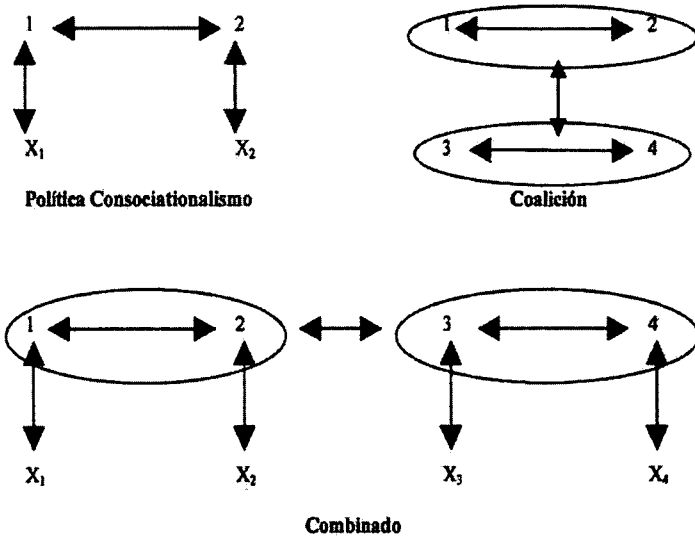 1 2
X₁ X₂
Política Consociationalismo
1 2
3 4
Coalición
1 2 3 4
X₁ X₂ X₃ X₄
Combinado